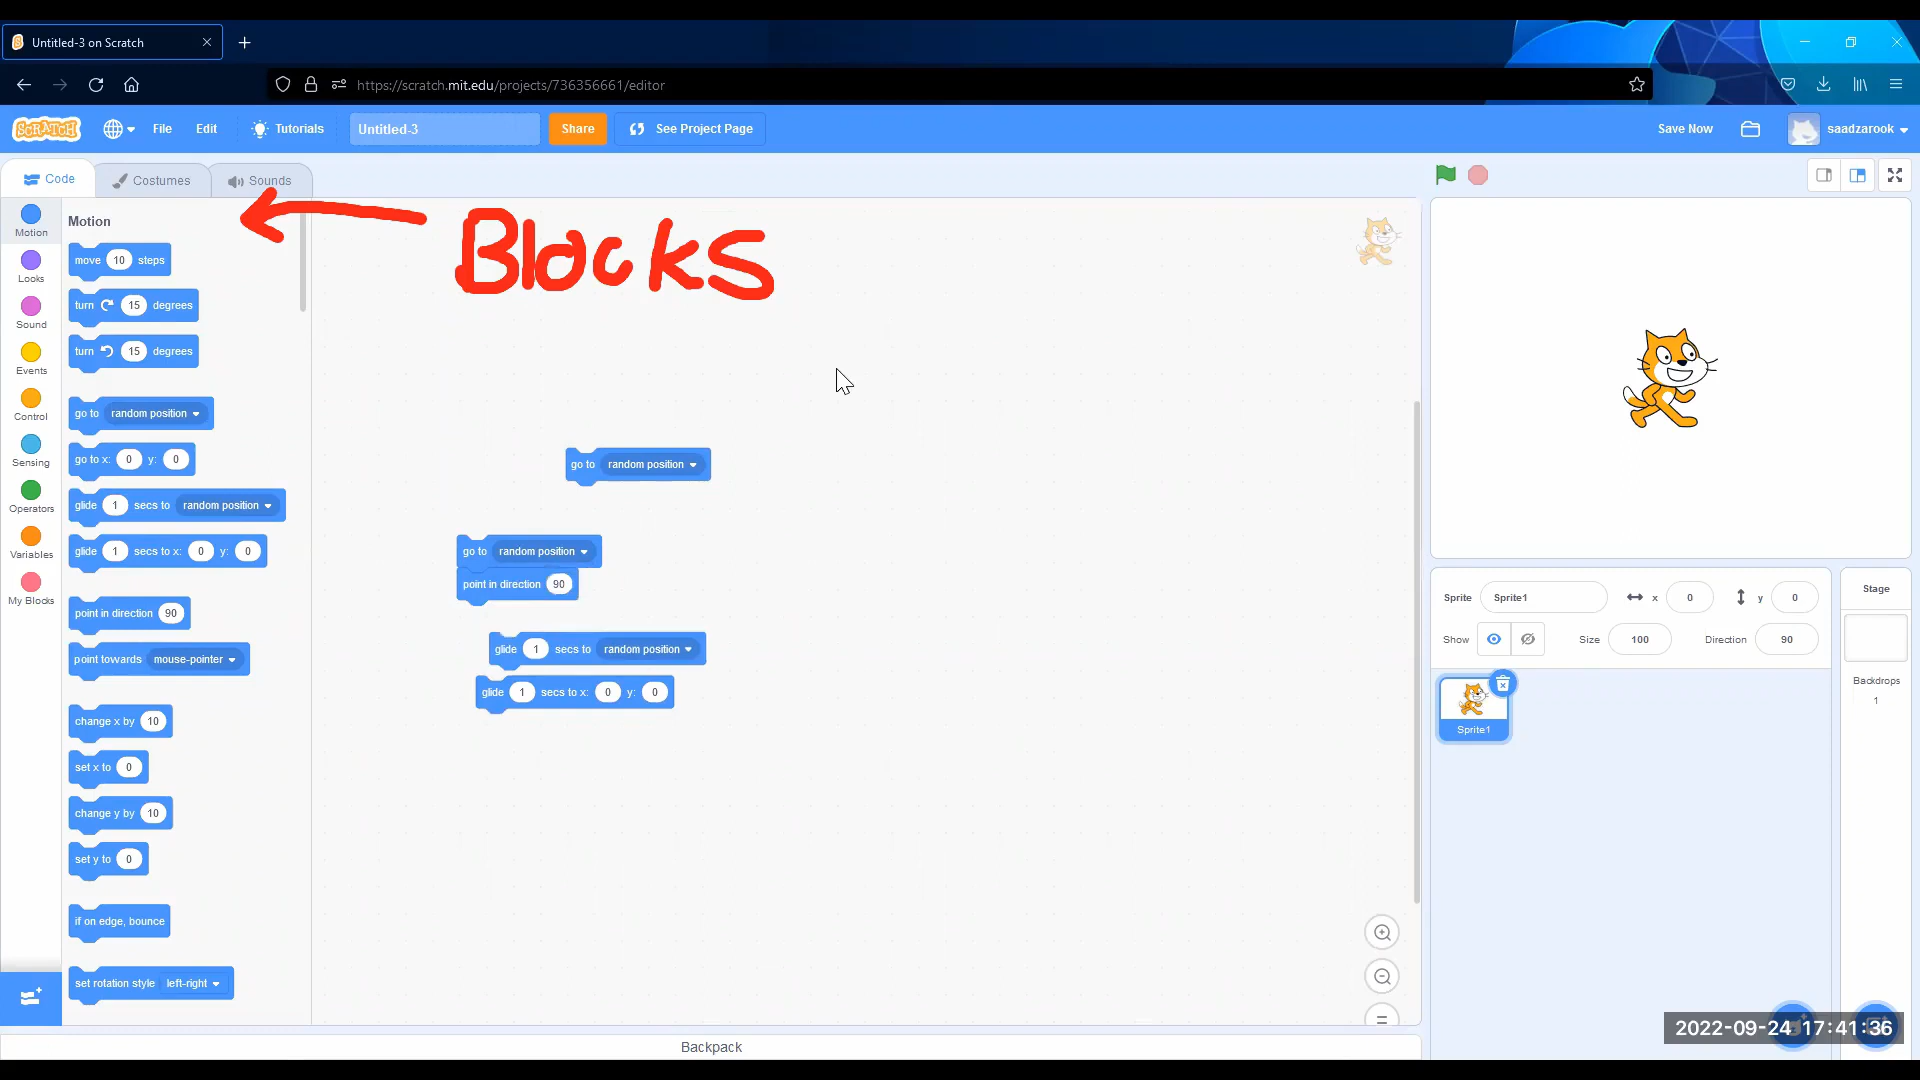 Untitled-3 on Scratch
https://scratch.mit.edu/projects/736356661/editor
SCRATCH File Edit Tutorials Untitled-3 Share See Project Page Save Now saadzarook
Code Costumes Sounds
Motion
Looks
Sound
Events
Control
Sensing
Operators
Variables
My Blocks
Motion
move 10 steps
turn 15 degrees
turn 15 degrees
go to random position
go to x: 0 y: 0
glide 1 secs to random position
glide 1 secs to x: 0 y: 0
point in direction 90
point towards mouse-pointer
change x by 10
set x to 0
change y by 10
set y to 0
if on edge, bounce
set rotation style left-right
Blocks
go to random position
go to random position
point in direction 90
glide 1 secs to random position
glide 1 secs to x: 0 y: 0
Backpack
Sprite Sprite1 x 0 y 0
Show Size 100 Direction 90
Sprite1
Stage
Backdrops
1
2022-09-24 17:41:36